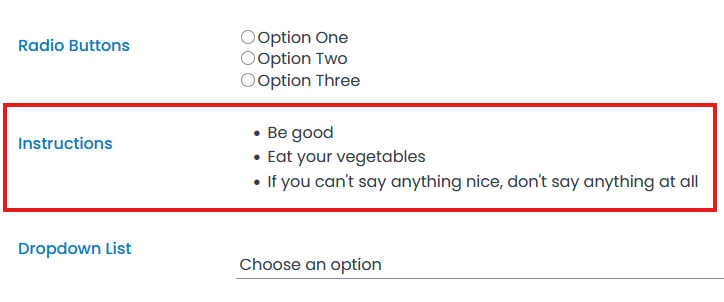 Radio Buttons
Option One
Option Two
Option Three
Instructions
• Be good
• Eat your vegetables
• If you can't say anything nice, don't say anything at all
Dropdown List
Choose an option